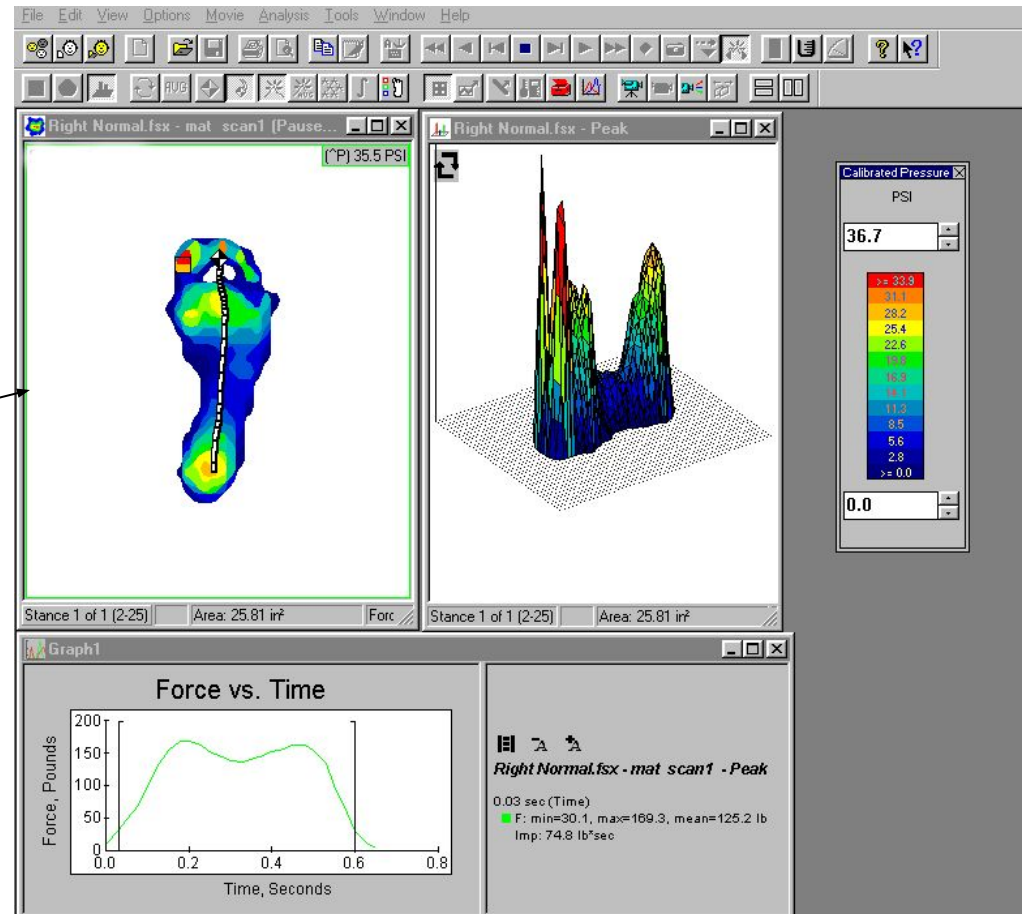 File Edit View Options Movie Analysis Tools Window Help
AVG
Right Normal.fsx - mat scan1 (Pause...
(^P) 35.5 PSI
Stance 1 of 1 (2-25) Area: 25.81 in² Forc
Right Normal.fsx - Peak
Stance 1 of 1 (2-25) Area: 25.81 in²
Calibrated Pressure
PSI
36.7
>= 33.9
31.1
28.2
25.4
22.6
19.8
16.9
14.1
11.3
8.5
5.6
2.8
>= 0.0
0.0
Graph1
Force vs. Time
Force, Pounds
200
150
100
50
0
0.0 0.2 0.4 0.6 0.8
Time, Seconds
Right Normal.fsx - mat scan1 - Peak
0.03 sec (Time)
F: min=30.1, max=169.3, mean=125.2 lb
Imp: 74.8 lb*sec